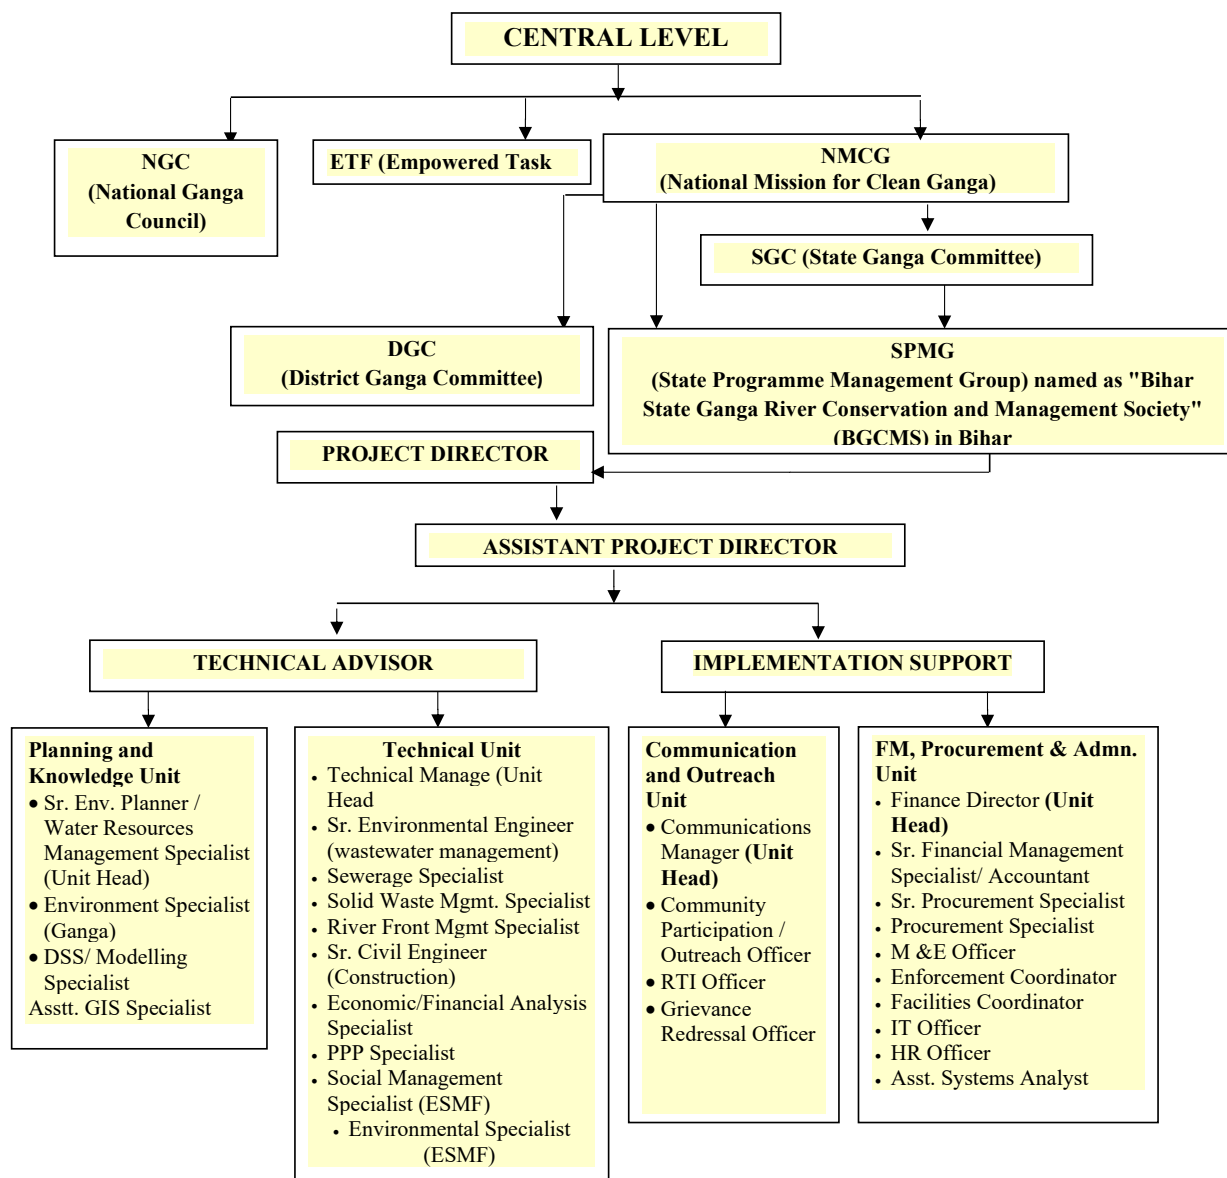 CENTRAL LEVEL
NGC
(National Ganga
Council)
ETF (Empowered Task
NMCG
(National Mission for Clean Ganga)
SGC (State Ganga Committee)
DGC
(District Ganga Committee)
SPMG
(State Programme Management Group) named as "Bihar
State Ganga River Conservation and Management Society"
(BGCMS) in Bihar
PROJECT DIRECTOR
ASSISTANT PROJECT DIRECTOR
TECHNICAL ADVISOR
IMPLEMENTATION SUPPORT
Planning and
Knowledge Unit
• Sr. Env. Planner /
Water Resources
Management Specialist
(Unit Head)
• Environment Specialist
(Ganga)
• DSS/ Modelling
Specialist
Asstt. GIS Specialist
Technical Unit
• Technical Manage (Unit
Head
• Sr. Environmental Engineer
(wastewater management)
• Sewerage Specialist
• Solid Waste Mgmt. Specialist
• River Front Mgmt Specialist
• Sr. Civil Engineer
(Construction)
• Economic/Financial Analysis
Specialist
• PPP Specialist
• Social Management
Specialist (ESMF)
• Environmental Specialist
(ESMF)
Communication
and Outreach
Unit
• Communications
Manager (Unit
Head)
• Community
Participation /
Outreach Officer
• RTI Officer
• Grievance
Redressal Officer
FM, Procurement & Admn.
Unit
• Finance Director (Unit
Head)
• Sr. Financial Management
Specialist/ Accountant
• Sr. Procurement Specialist
• Procurement Specialist
• M &E Officer
• Enforcement Coordinator
• Facilities Coordinator
• IT Officer
• HR Officer
• Asst. Systems Analyst